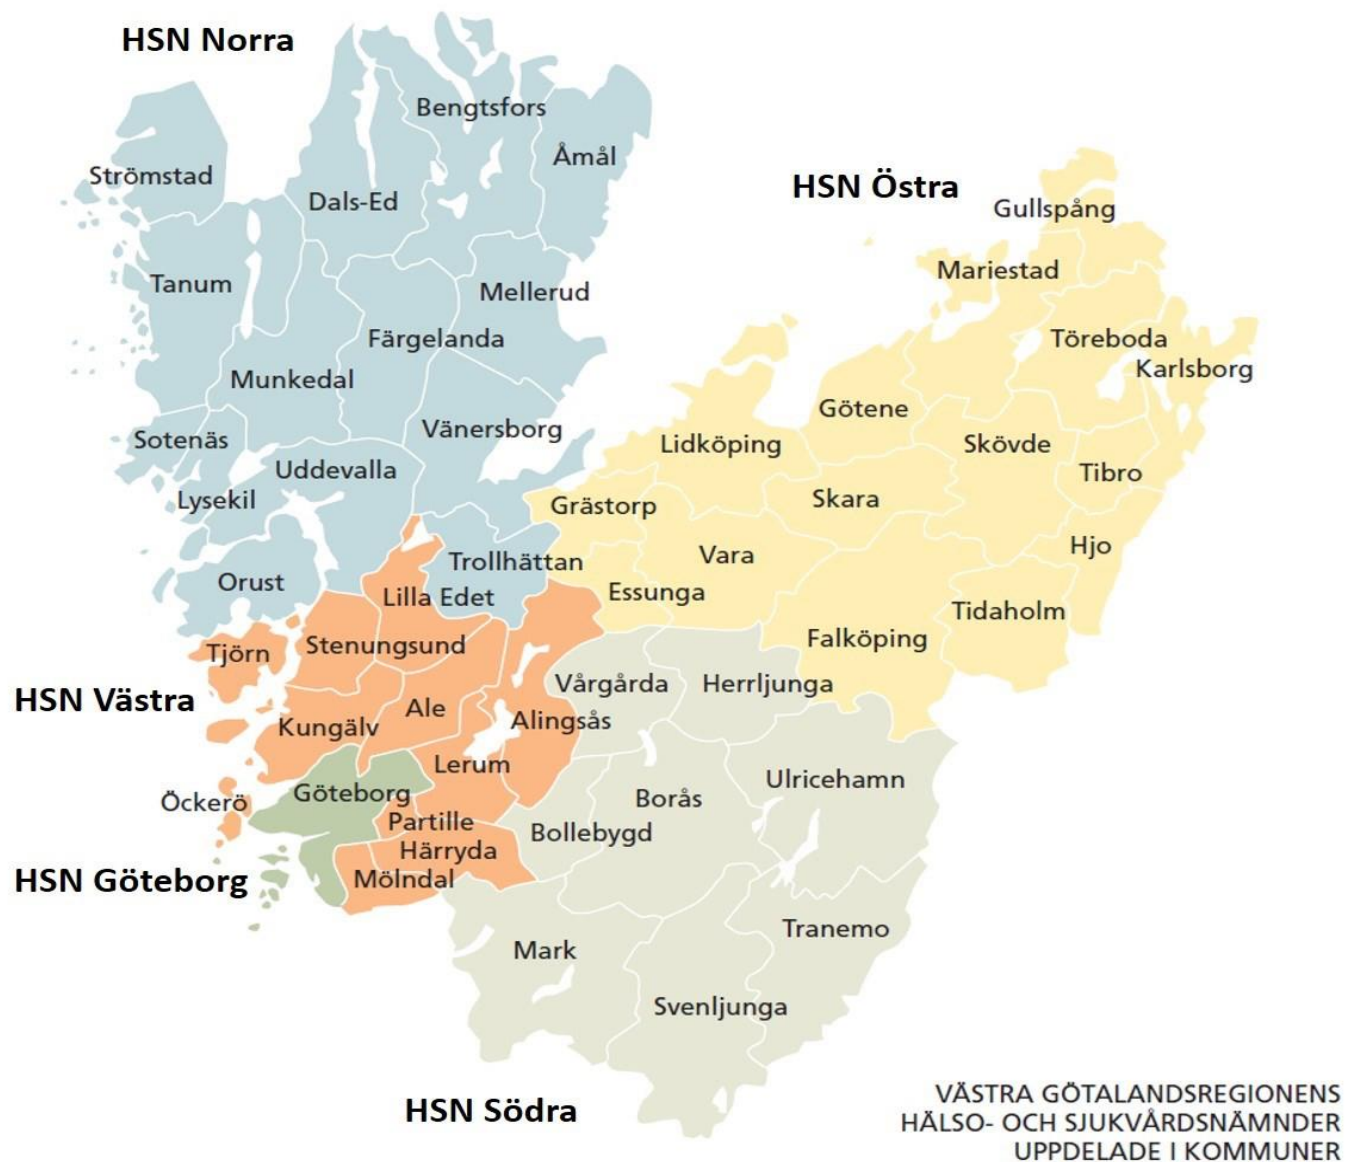 HSN Norra
Bengtsfors
Åmål
Strömstad
Dals-Ed
HSN Östra
Gullspång
Tanum
Mellerud
Mariestad
Färgelanda
Töreboda
Karlsborg
Munkedal
Götene
Vänersborg
Sotenäs
Lidköping
Skövde
Uddevalla
Tibro
Lysekil
Grästorp
Skara
Hjo
Trollhättan
Vara
Orust
Lilla Edet
Essunga
Tidaholm
Falköping
Stenungsund
Tjörn
Vårgårda
Herrljunga
HSN Västra
Ale
Alingsås
Kungälv
Lerum
Ulricehamn
Göteborg
Öckerö
Borås
Partille
Bollebygd
Härryda
Mölndal
HSN Göteborg
Tranemo
Mark
Svenljunga
HSN Södra
VÄSTRA GÖTALANDSREGIONENS
HÄLSO- OCH SJUKVÅRDSNÄMNDER
UPPDELADE I KOMMUNER